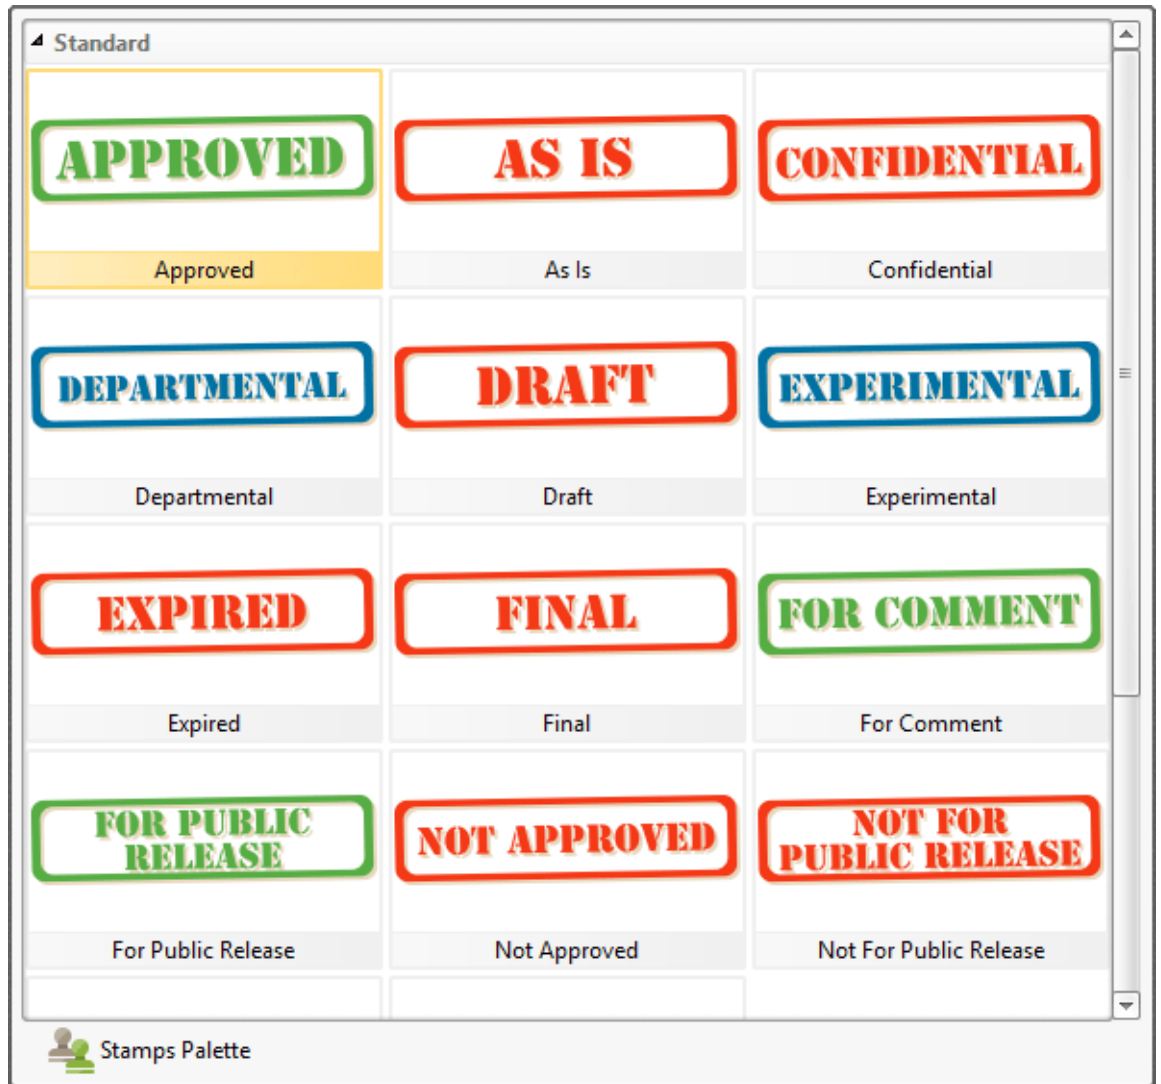 Standard
APPROVED
AS IS
CONFIDENTIAL
Approved
As Is
Confidential
DEPARTMENTAL
DRAFT
EXPERIMENTAL
Departmental
Draft
Experimental
EXPIRED
FINAL
FOR COMMENT
Expired
Final
For Comment
FOR PUBLIC
RELEASE
NOT APPROVED
NOT FOR
PUBLIC RELEASE
For Public Release
Not Approved
Not For Public Release
Stamps Palette